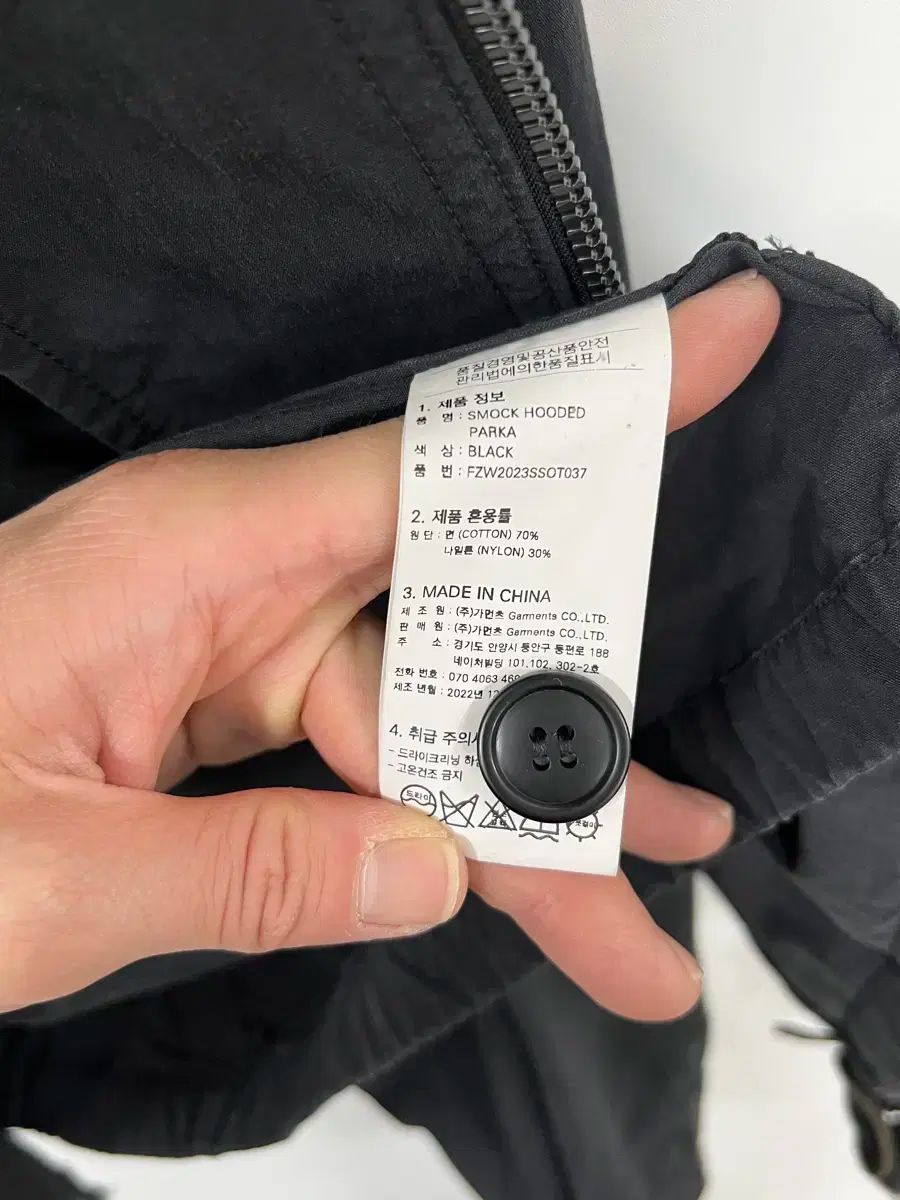 품질경영및공산품안전
관리법에의한품질표시
1. 제품 정보
품 명 : SMOCK HOODED
PARKA
색 상 : BLACK
품 번 : FZW2023SSOT037
2. 제품 혼용률
원 단 : 면 (COTTON) 70%
나일론 (NYLON) 30%
3. MADE IN CHINA
제 조 원 : (주)가먼츠 Garments CO.,LTD.
판 매 원 : (주)가먼츠 Garments CO.,LTD.
주 소 : 경기도 안양시 동안구 동편로 188
네이처빌딩 101,102, 302-2호
전화 번호 : 070 4063
제조 년월 : 2022년
4. 취급
- 드라이크리닝
- 고온건조 금지
드라이